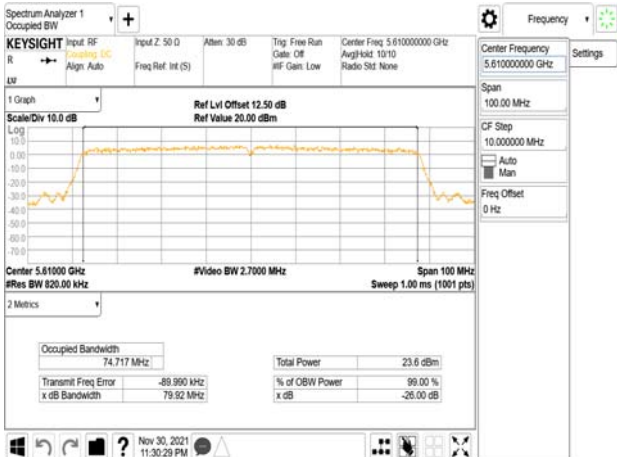 Spectrum Analyzer 1
Occupied BW
Frequency
KEYSIGHT
R
LXI
Input: RF
Coupling: DC
Align: Auto
Input Z: 50 Ω
Freq Ref: Int (S)
Atten: 30 dB
Trig: Free Run
Gate: Off
#IF Gain: Low
Center Freq: 5.610000000 GHz
Avg|Hold: 10/10
Radio Std: None
Center Frequency
5.610000000 GHz
Settings
Span
100.00 MHz
CF Step
10.000000 MHz
Auto
Man
Freq Offset
0 Hz
1 Graph
Scale/Div 10.0 dB
Ref Lvl Offset 12.50 dB
Ref Value 20.00 dBm
Log
10.0
0.00
-10.0
-20.0
-30.0
-40.0
-50.0
-60.0
-70.0
Center 5.61000 GHz
#Res BW 820.00 kHz
#Video BW 2.7000 MHz
Span 100 MHz
Sweep 1.00 ms (1001 pts)
2 Metrics
Occupied Bandwidth
74.717 MHz
Transmit Freq Error -89.990 kHz
x dB Bandwidth 79.92 MHz
Total Power 23.6 dBm
% of OBW Power 99.00 %
x dB -26.00 dB
?
Nov 30, 2021
11:30:29 PM